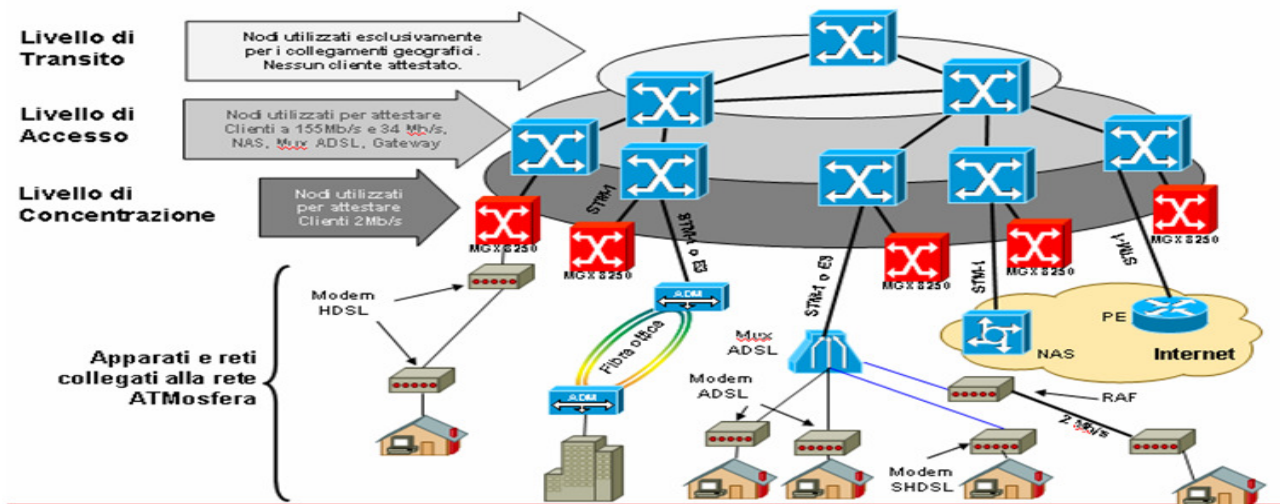 Livello di
Transito
Nodi utilizzati esclusivamente
per i collegamenti geografici.
Nessun cliente attestato.
Livello di
Accesso
Nodi utilizzati per attestare
Clienti a 155Mb/s e 34 Mb/s,
NAS, Mux ADSL, Gateway
Livello di
Concentrazione
Nodi utilizzati
per attestare
Clienti 2Mb/s
MGX 8250
STM-1
MGX 8250
STM-1 o E3
STM-1 o E3
MGX 8250
STM-1
MGX 8250
STM-1
MGX 8250
Modem
HDSL
ADM
Fibra ottica
ADM
Mux
ADSL
Modem
ADSL
PE
NAS
Internet
RAF
2 Mb/s
Modem
SHDSL
Apparati e reti
collegati alla rete
ATMosfera